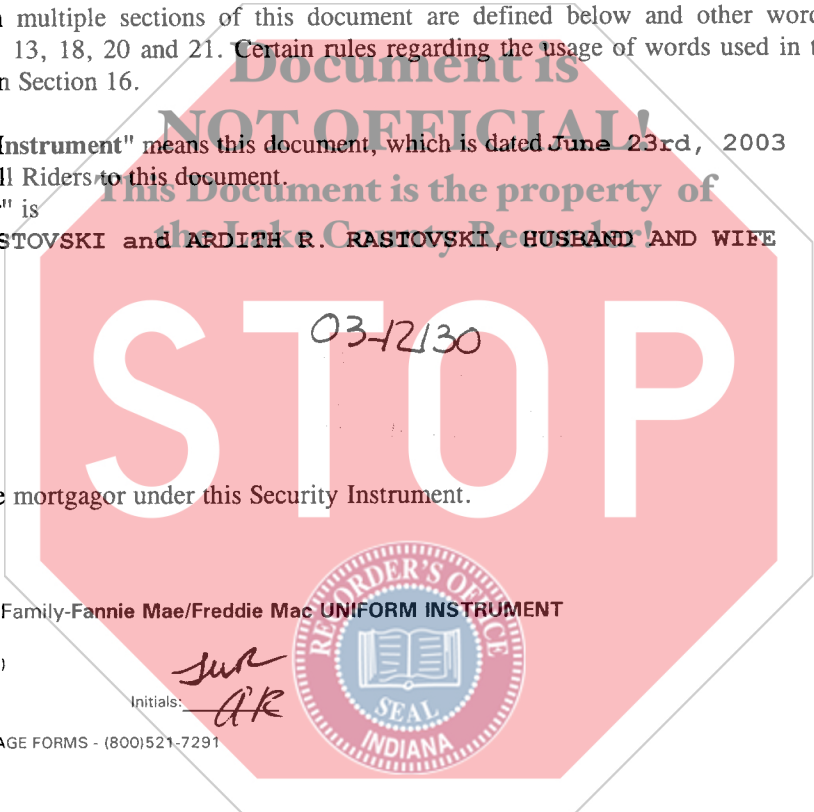 multiple sections of this document are defined below and other
13, 18, 20 and 21. Certain rules regarding the usage of words used in
Section 16.
Document is
NOT OFFICIAL!
Instrument" means this document, which is dated June 23rd, 2003
Riders to this document.
This Document is the property of
" is
the Lake County Recorder!
STOVSKI and ARDITH R. RASTOVSKI, HUSBAND AND WIFE
03-12130
STOP
mortgagor under this Security Instrument.
Family-Fannie Mae/Freddie Mac UNIFORM INSTRUMENT
)
Initials:
RECORDER'S OFFICE
SEAL
INDIANA
AGE FORMS - (800)521-7291